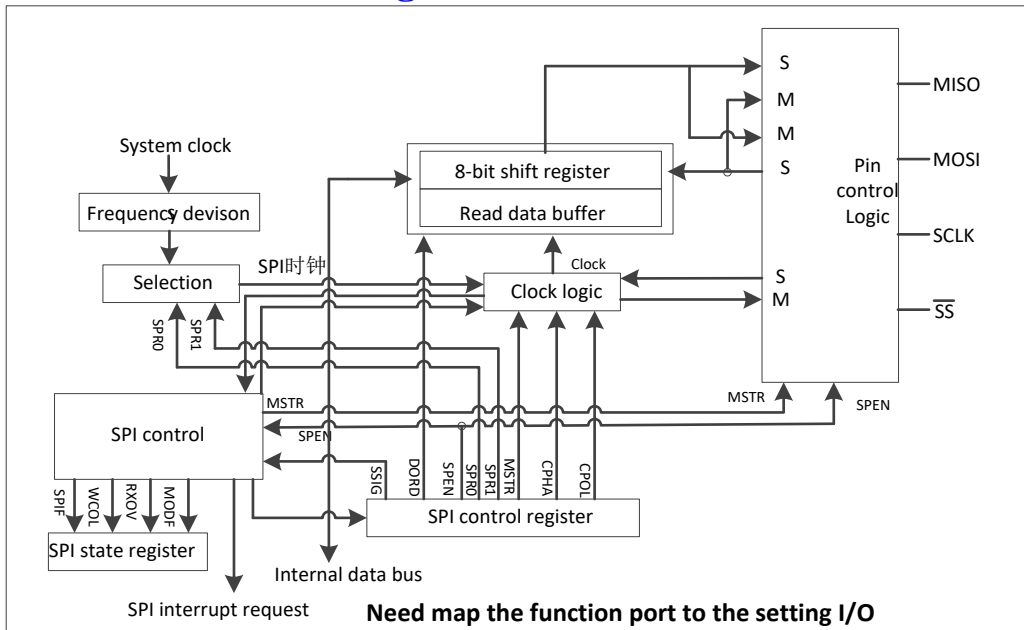 S
MISO
M
System clock
M
8-bit shift register
S
MOSI
Pin
control
Logic
Frequency devison
s
Read data buffer
SCLK
SPI时钟
Clock
Selection
Clock logic
S
M
SS
SPR0
SPR1
MSTR
MSTR
SPEN
SPEN
SPI control
SSIG
DORD
SPEN
SPR0
SPR1
MSTR
CPHA
CPOL
SPIF
WCOL
RXOV
MODF
SPI control register
SPI state register
Internal data bus
SPI interrupt request
Need map the function port to the setting I/O